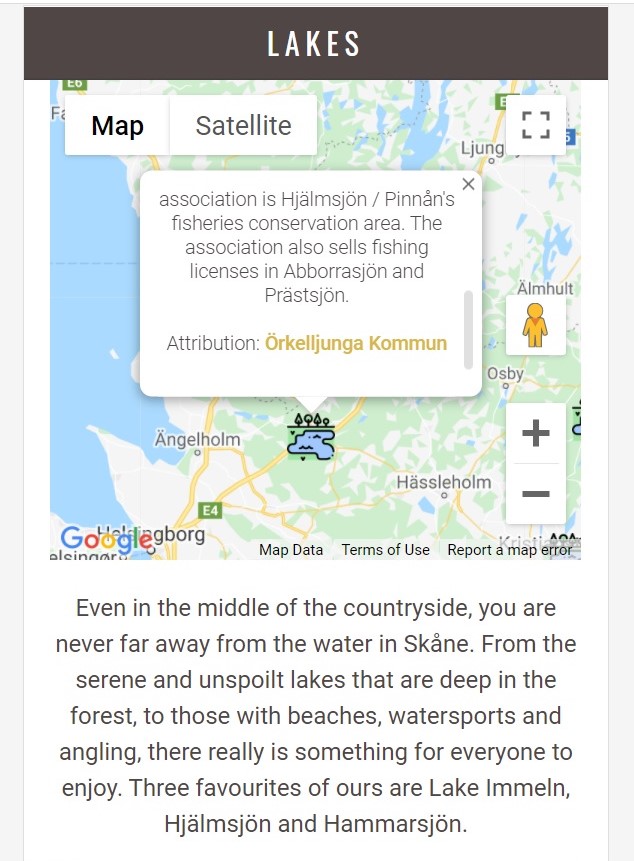 LAKES
E6
Map
Satellite
Ljungby
association is Hjälmsjön / Pinnån's
fisheries conservation area. The
association also sells fishing
licenses in Abborrasjön and
Prästsjön.
Attribution: Örkelljunga Kommun
Älmhult
Osby
Ängelholm
Hässleholm
E4
Helsingborg
Google
Map Data
Terms of Use
Report a map error
Even in the middle of the countryside, you are
never far away from the water in Skåne. From the
serene and unspoilt lakes that are deep in the
forest, to those with beaches, watersports and
angling, there really is something for everyone to
enjoy. Three favourites of ours are Lake Immeln,
Hjälmsjön and Hammarsjön.